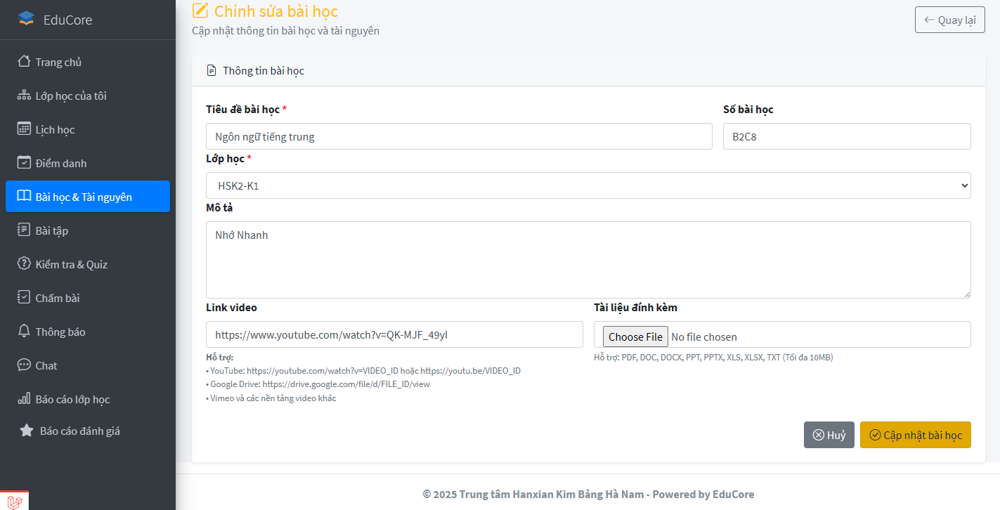 EduCore
Trang chủ
Lớp học của tôi
Lịch học
Điểm danh
Bài học & Tài nguyên
Bài tập
Kiểm tra & Quiz
Chấm bài
Thông báo
Chat
Báo cáo lớp học
Báo cáo đánh giá
Chỉnh sửa bài học
Cập nhật thông tin bài học và tài nguyên
Quay lại
Thông tin bài học
Tiêu đề bài học *
Số bài học
Ngôn ngữ tiếng trung
B2C8
Lớp học *
HSK2-K1
Mô tả
Nhớ Nhanh
Link video
Tài liệu đính kèm
https://www.youtube.com/watch?v=QK-MJF_49yI
Choose File No file chosen
Hỗ trợ:
• YouTube: https://youtube.com/watch?v=VIDEO_ID hoặc https://youtu.be/VIDEO_ID
• Google Drive: https://drive.google.com/file/d/FILE_ID/view
• Vimeo và các nền tảng video khác
Hỗ trợ: PDF, DOC, DOCX, PPT, PPTX, XLS, XLSX, TXT (Tối đa 10MB)
Huỷ
Cập nhật bài học
© 2025 Trung tâm Hanxian Kim Bảng Hà Nam - Powered by EduCore